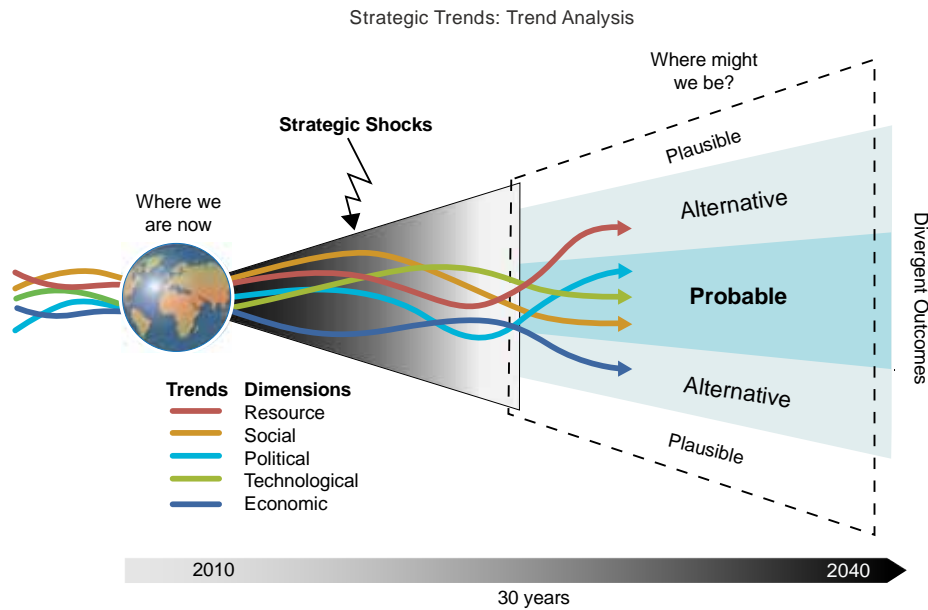 Strategic Trends: Trend Analysis
Where might
we be?
Strategic Shocks
Plausible
Where we
are now
Alternative
Probable
Divergent Outcomes
Alternative
Plausible
Trends Dimensions
Resource
Social
Political
Technological
Economic
2010
2040
30 years